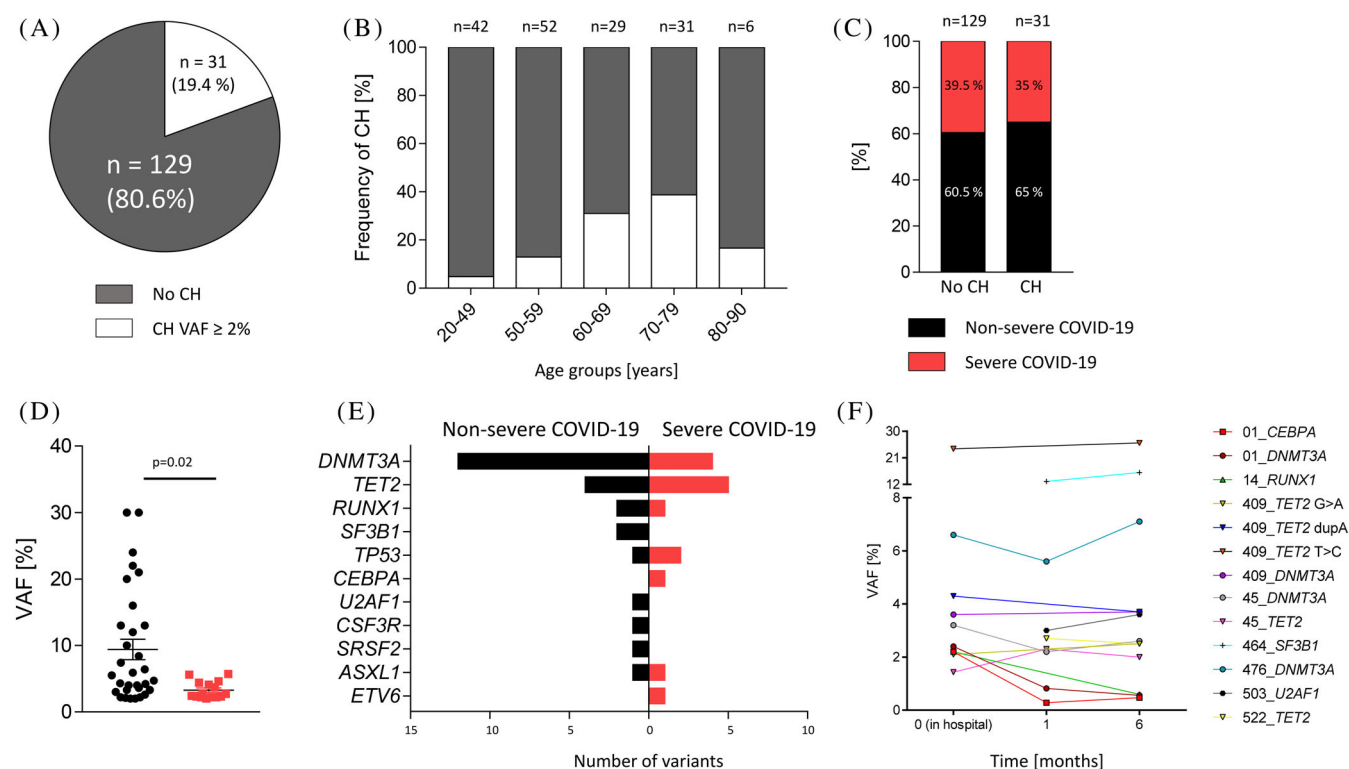 (A)
n = 31
(19.4 %)
n = 129
(80.6%)
No CH
CH VAF ≥ 2%
(B)
n=42 n=52 n=29 n=31 n=6
Frequency of CH [%]
100
80
60
40
20
0
20-49 50-59 60-69 70-79 80-90
Age groups [years]
(C)
n=129 n=31
[%]
100
80
60
40
20
0
39.5 % 35 %
60.5 % 65 %
No CH CH
Non-severe COVID-19
Severe COVID-19
(D)
VAF [%]
40
30
20
10
0
p=0.02
(E)
Non-severe COVID-19 Severe COVID-19
DNMT3A
TET2
RUNX1
SF3B1
TP53
CEBPA
U2AF1
CSF3R
SRSF2
ASXL1
ETV6
15 10 5 0 5 10
Number of variants
(F)
VAF [%]
30
21
12
8
6
4
2
0
0 (in hospital) 1 6
Time [months]
01_CEBPA
01_DNMT3A
14_RUNX1
409_TET2 G>A
409_TET2 dupA
409_TET2 T>C
409_DNMT3A
45_DNMT3A
45_TET2
464_SF3B1
476_DNMT3A
503_U2AF1
522_TET2